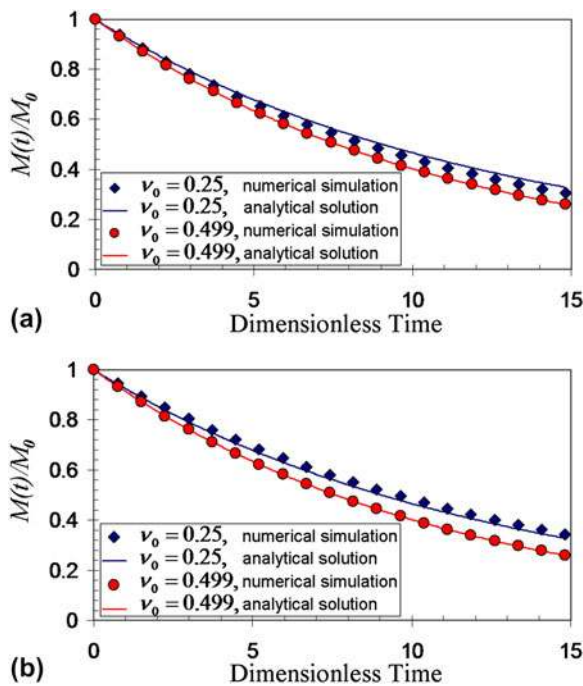 1
0.8
0.6
0.4
0.2
0
M(t)/M₀
ν₀ = 0.25, numerical simulation
ν₀ = 0.25, analytical solution
ν₀ = 0.499, numerical simulation
ν₀ = 0.499, analytical solution
0 5 10 15
(a) Dimensionless Time
1
0.8
0.6
0.4
0.2
0
M(t)/M₀
ν₀ = 0.25, numerical simulation
ν₀ = 0.25, analytical solution
ν₀ = 0.499, numerical simulation
ν₀ = 0.499, analytical solution
0 5 10 15
(b) Dimensionless Time